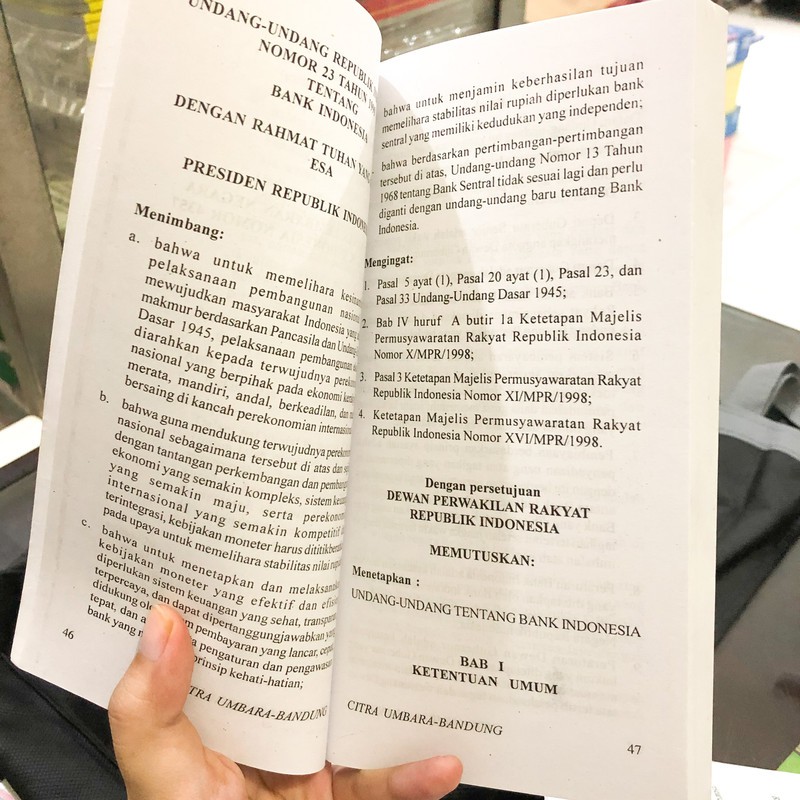 UNDANG-UNDANG REPUBLIK
NOMOR 23 TAHUN
TENTANG
BANK INDONESIA
DENGAN RAHMAT TUHAN YANG
ESA
PRESIDEN REPUBLIK INDONESIA
Menimbang:
a. bahwa untuk memelihara
pelaksanaan pembangunan
mewujudkan masyarakat Indonesia yang
makmur berdasarkan Pancasila dan
Dasar 1945, pelaksanaan pembangunan
diarahkan kepada terwujudnya
nasional yang berpihak pada ekonomi
merata, mandiri, andal, berkeadilan, dan
bersaing di kancah perekonomian
b. bahwa guna mendukung terwujudnya
nasional sebagaimana tersebut di atas dan
dengan tantangan perkembangan dan
ekonomi yang semakin kompleks, sistem
yang semakin maju, serta
internasional yang semakin kompetitif
terintegrasi, kebijakan moneter harus
pada upaya untuk memelihara stabilitas nilai
c. bahwa untuk menetapkan dan
kebijakan moneter yang efektif dan
diperlukan sistem keuangan yang sehat,
terpercaya, dan dapat dipertanggungjawabkan
didukung pembayaran yang lancar,
tepat, dan pengaturan dan
bank yang prinsip kehati-hatian;
46
CITRA UMBARA-BANDUNG
bahwa untuk menjamin keberhasilan tujuan
memelihara stabilitas nilai rupiah diperlukan bank
sentral yang memiliki kedudukan yang independen;
bahwa berdasarkan pertimbangan-pertimbangan
tersebut di atas, Undang-undang Nomor 13 Tahun
1968 tentang Bank Sentral tidak sesuai lagi dan perlu
diganti dengan undang-undang baru tentang Bank
Indonesia.
Mengingat:
1. Pasal 5 ayat (1), Pasal 20 ayat (1), Pasal 23, dan
Pasal 33 Undang-Undang Dasar 1945;
2. Bab IV huruf A butir 1a Ketetapan Majelis
Permusyawaratan Rakyat Republik Indonesia
Nomor X/MPR/1998;
3. Pasal 3 Ketetapan Majelis Permusyawaratan Rakyat
Republik Indonesia Nomor XI/MPR/1998;
4. Ketetapan Majelis Permusyawaratan Rakyat
Republik Indonesia Nomor XVI/MPR/1998.
Dengan persetujuan
DEWAN PERWAKILAN RAKYAT
REPUBLIK INDONESIA
MEMUTUSKAN:
Menetapkan :
UNDANG-UNDANG TENTANG BANK INDONESIA
BAB I
KETENTUAN UMUM
CITRA UMBARA-BANDUNG
47